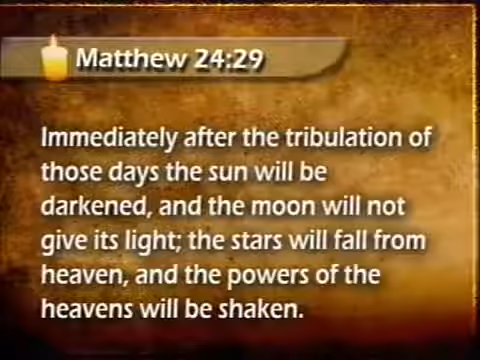 Matthew 24:29
Immediately after the tribulation of
those days the sun will be
darkened, and the moon will not
give its light; the stars will fall from
heaven, and the powers of the
heavens will be shaken.